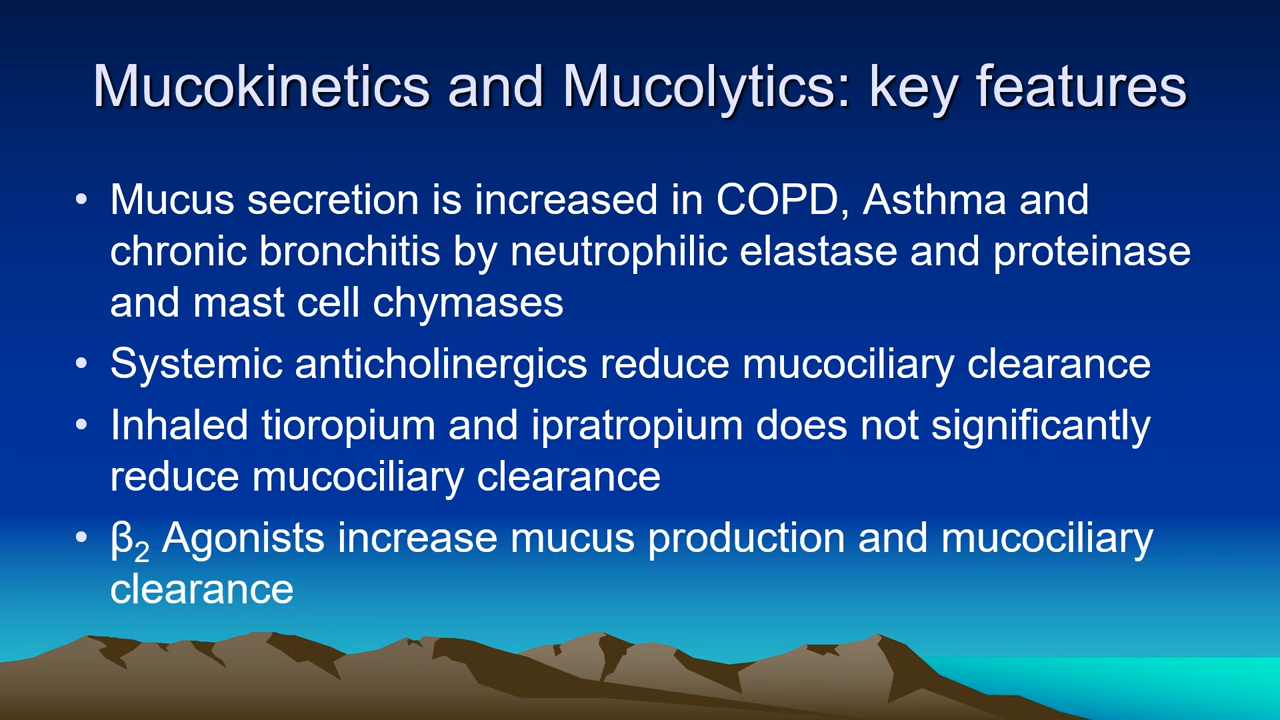 Mucokinetics and Mucolytics: key features
• Mucus secretion is increased in COPD, Asthma and
chronic bronchitis by neutrophilic elastase and proteinase
and mast cell chymases
• Systemic anticholinergics reduce mucociliary clearance
• Inhaled tioropium and ipratropium does not significantly
reduce mucociliary clearance
• β₂ Agonists increase mucus production and mucociliary
clearance